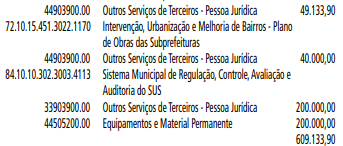 44903900.00 Outros Serviços de Terceiros - Pessoa Jurídica 49.133,90
72.10.15.451.3022.1170 Intervenção, Urbanização e Melhoria de Bairros - Plano
de Obras das Subprefeituras
44903900.00 Outros Serviços de Terceiros - Pessoa Jurídica 40.000,00
84.10.10.302.3003.4113 Sistema Municipal de Regulação, Controle, Avaliação e
Auditoria do SUS
33903900.00 Outros Serviços de Terceiros - Pessoa Jurídica 200.000,00
44505200.00 Equipamentos e Material Permanente 200.000,00
609.133,90